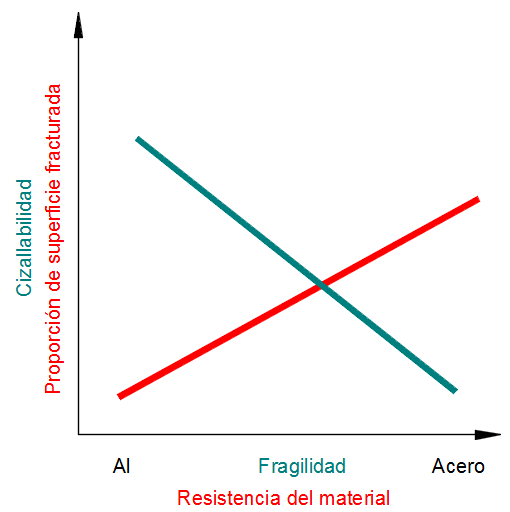 Cizallabilidad
Proporción de superficie fracturada
Al
Fragilidad
Acero
Resistencia del material